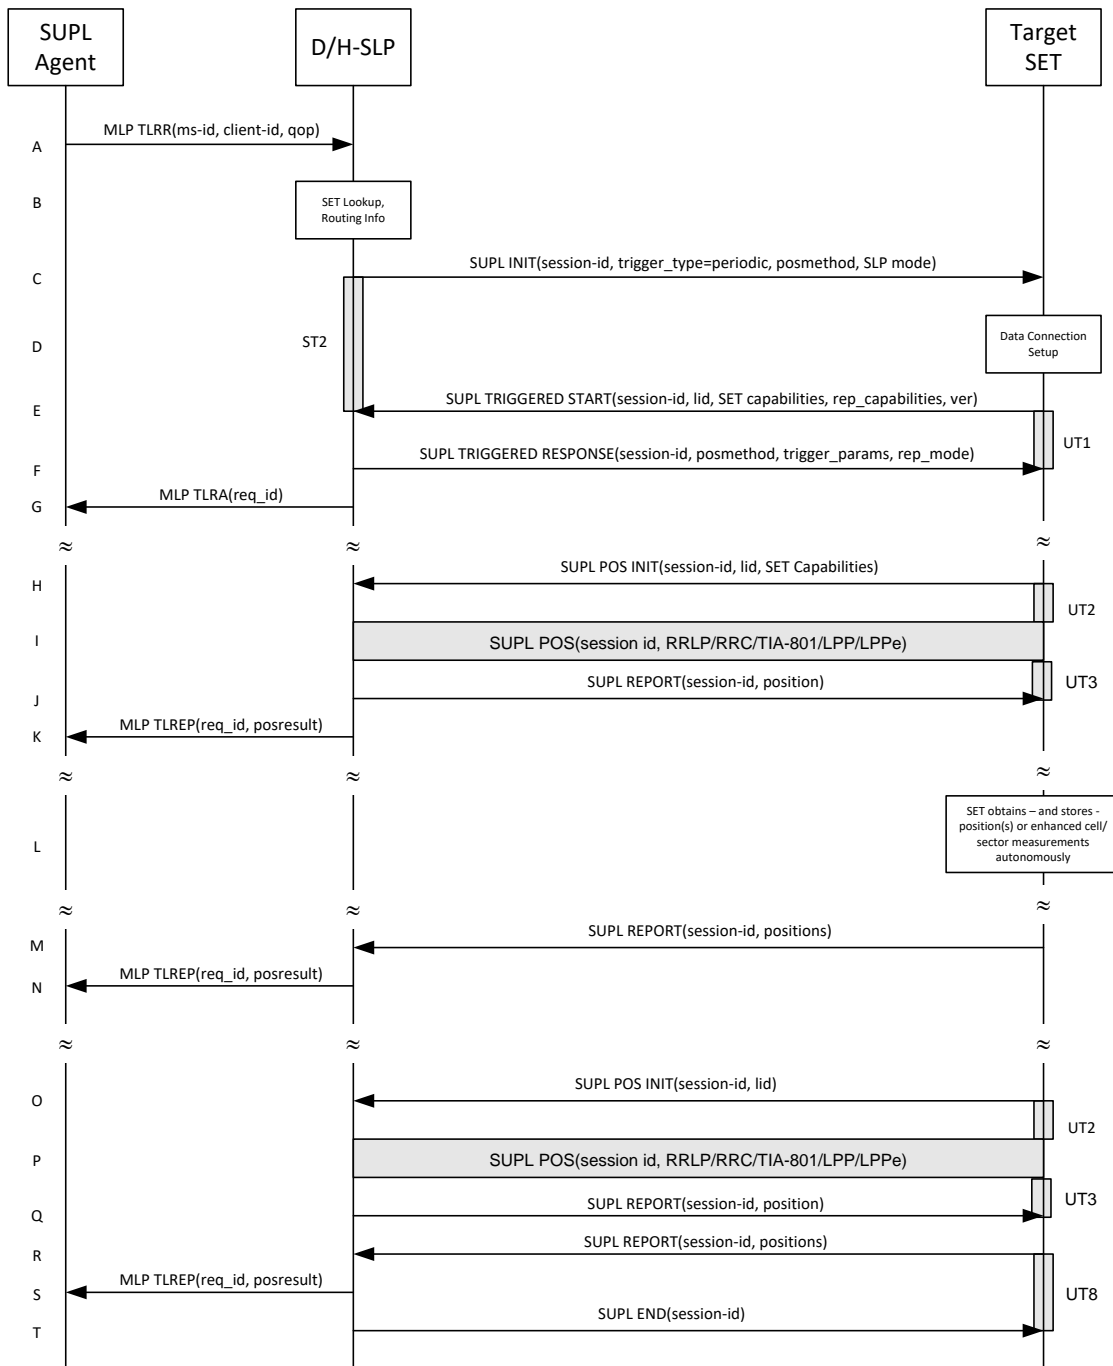 SUPL
Agent
D/H-SLP
Target
SET
A
MLP TLRR(ms-id, client-id, qop)
B
SET Lookup,
Routing Info
C
SUPL INIT(session-id, trigger_type=periodic, posmethod, SLP mode)
D
ST2
Data Connection
Setup
E
SUPL TRIGGERED START(session-id, lid, SET capabilities, rep_capabilities, ver)
UT1
F
SUPL TRIGGERED RESPONSE(session-id, posmethod, trigger_params, rep_mode)
G
MLP TLRA(req_id)
≈ ≈ ≈
H
SUPL POS INIT(session-id, lid, SET Capabilities)
UT2
I
SUPL POS(session id, RRLP/RRC/TIA-801/LPP/LPPe)
J
SUPL REPORT(session-id, position)
UT3
K
MLP TLREP(req_id, posresult)
≈ ≈ ≈
L
SET obtains – and stores -
position(s) or enhanced cell/
sector measurements
autonomously
≈ ≈ ≈
M
SUPL REPORT(session-id, positions)
N
MLP TLREP(req_id, posresult)
≈ ≈ ≈
O
SUPL POS INIT(session-id, lid)
UT2
P
SUPL POS(session id, RRLP/RRC/TIA-801/LPP/LPPe)
UT3
Q
SUPL REPORT(session-id, position)
R
SUPL REPORT(session-id, positions)
S
MLP TLREP(req_id, posresult)
UT8
T
SUPL END(session-id)